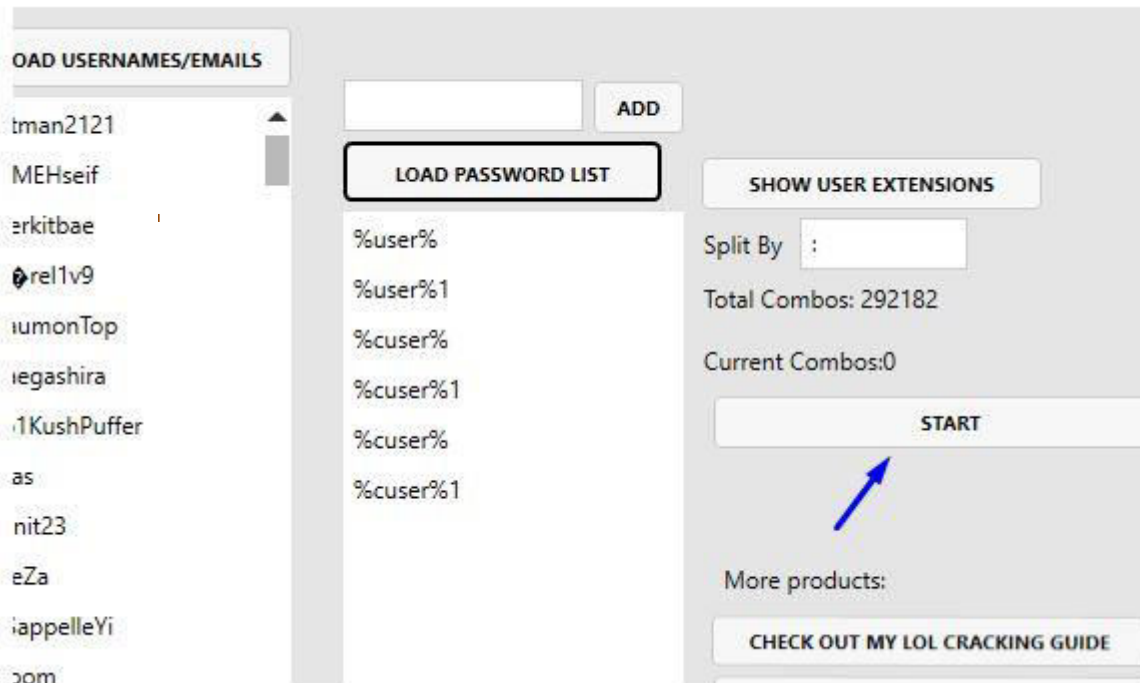 OAD USERNAMES/EMAILS
tman2121
MEHseif
erkitbae
�rel1v9
umonTop
egashira
1KushPuffer
as
nit23
eZa
appelleYi
oom
ADD
LOAD PASSWORD LIST
%user%
%user%1
%cuser%
%cuser%1
%cuser%
%cuser%1
SHOW USER EXTENSIONS
Split By :
Total Combos: 292182
Current Combos:0
START
More products:
CHECK OUT MY LOL CRACKING GUIDE